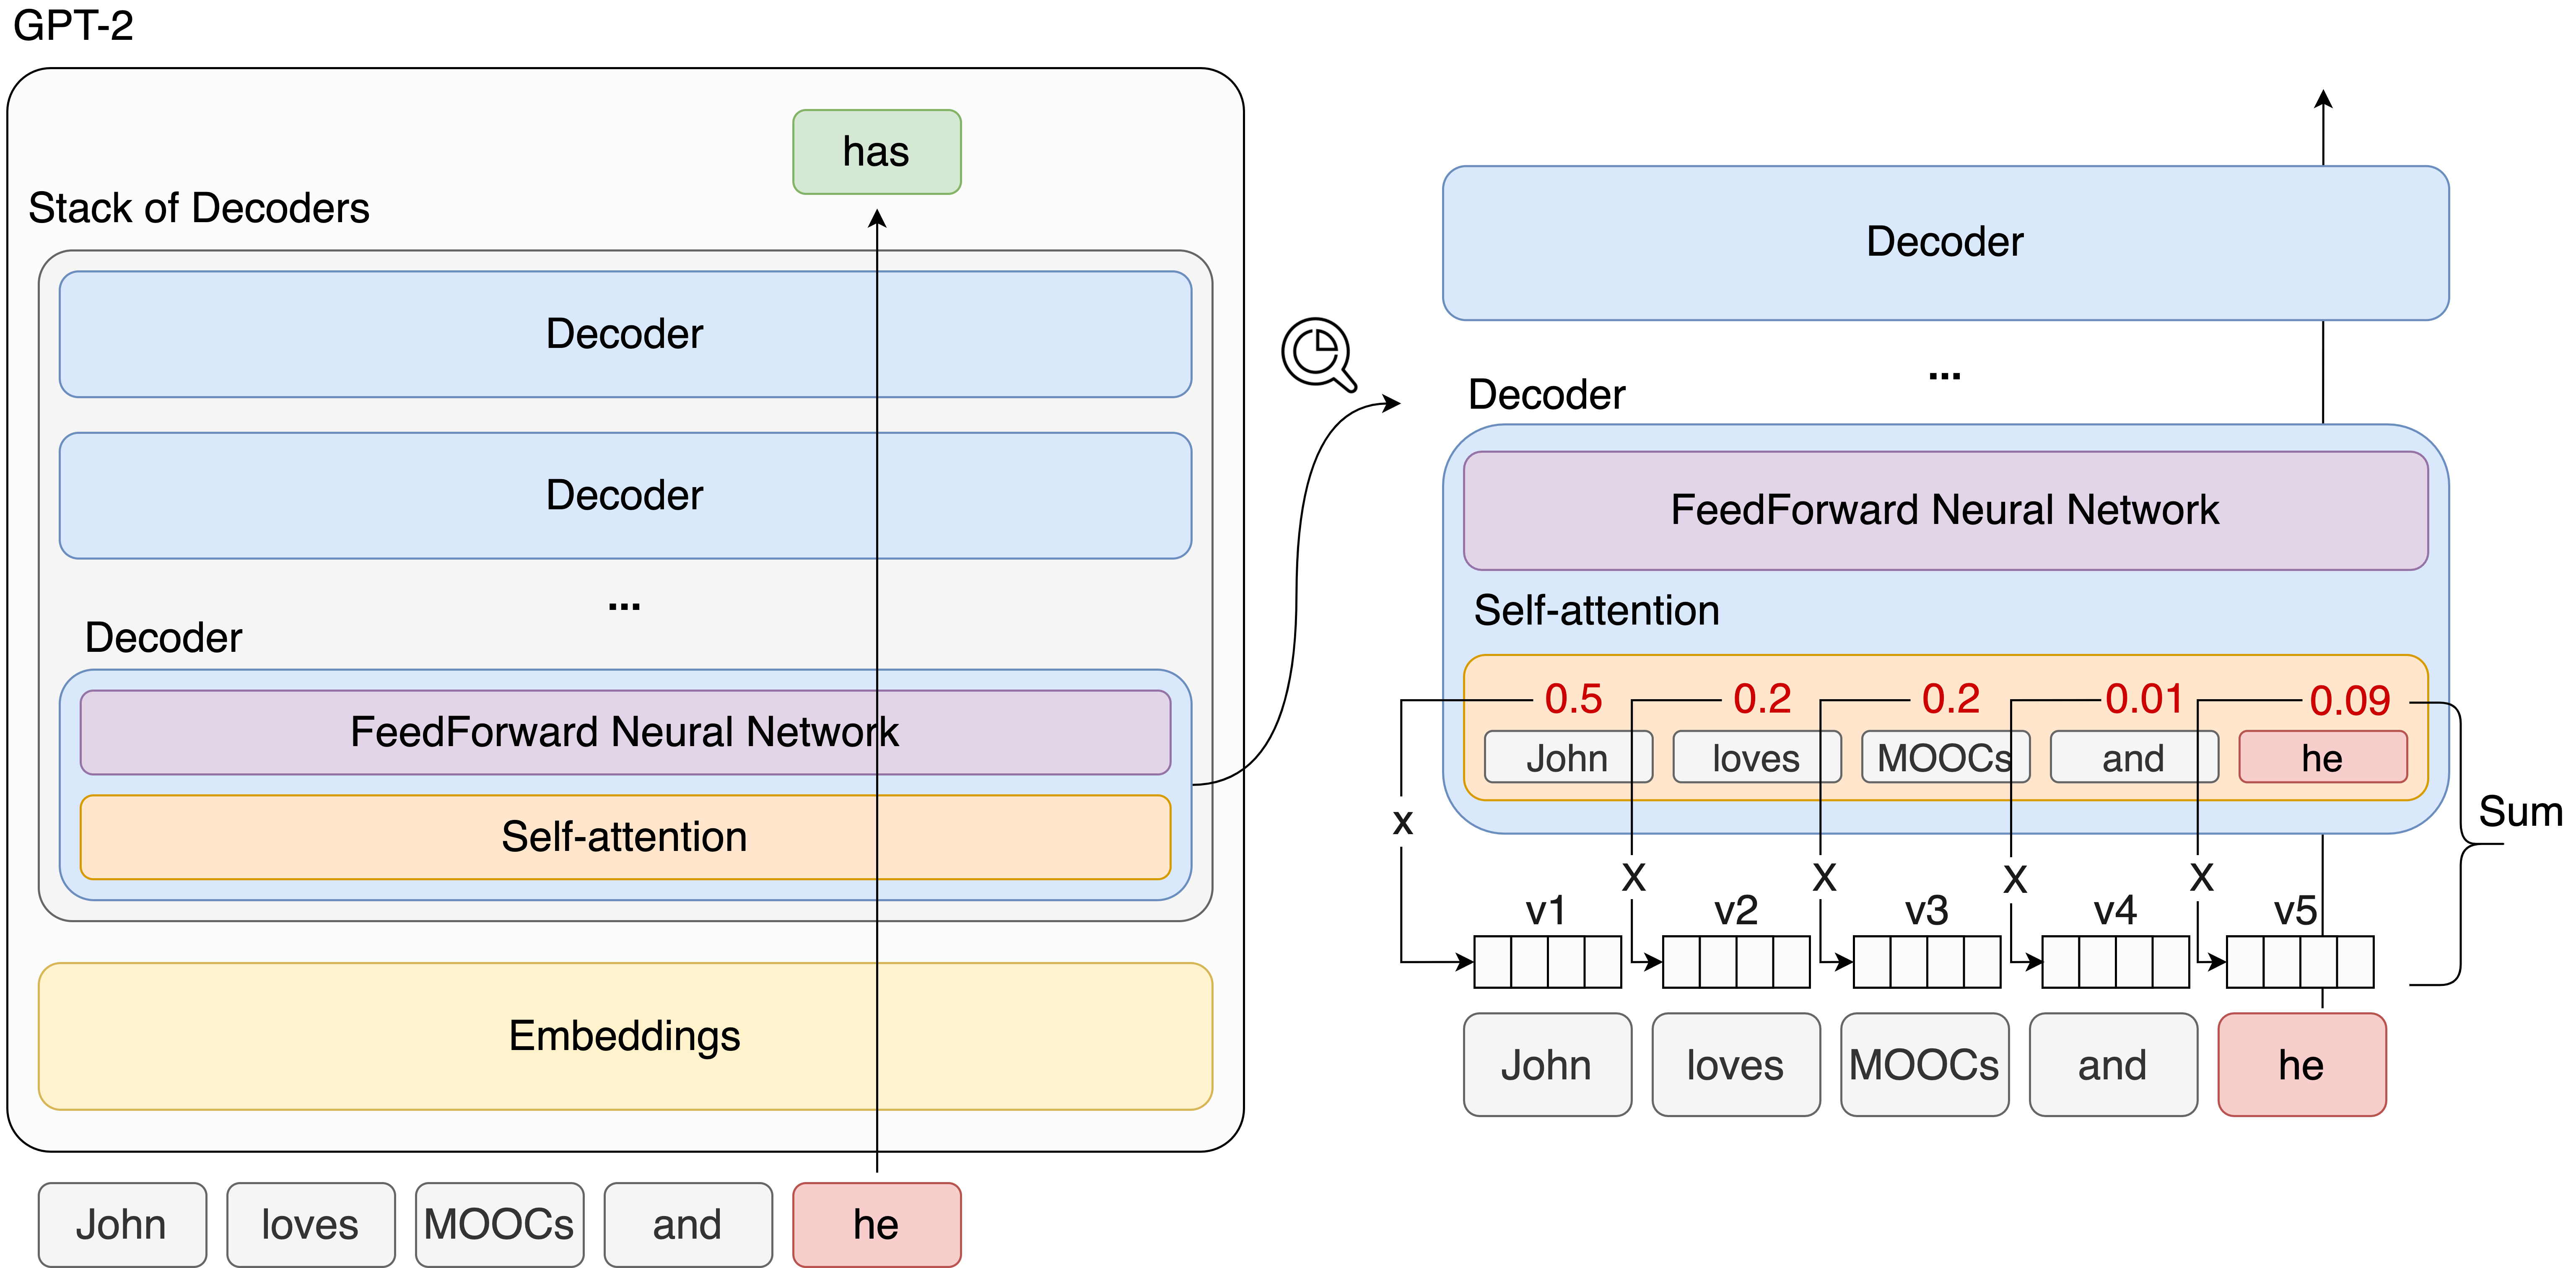 GPT-2
has
Stack of Decoders
Decoder
Decoder
...
Decoder
FeedForward Neural Network
Self-attention
Embeddings
John loves MOOCs and he
Decoder
...
Decoder
FeedForward Neural Network
Self-attention
0.5 0.2 0.2 0.01 0.09
John loves MOOCs and he
Sum
x x x x x
v1 v2 v3 v4 v5
John loves MOOCs and he